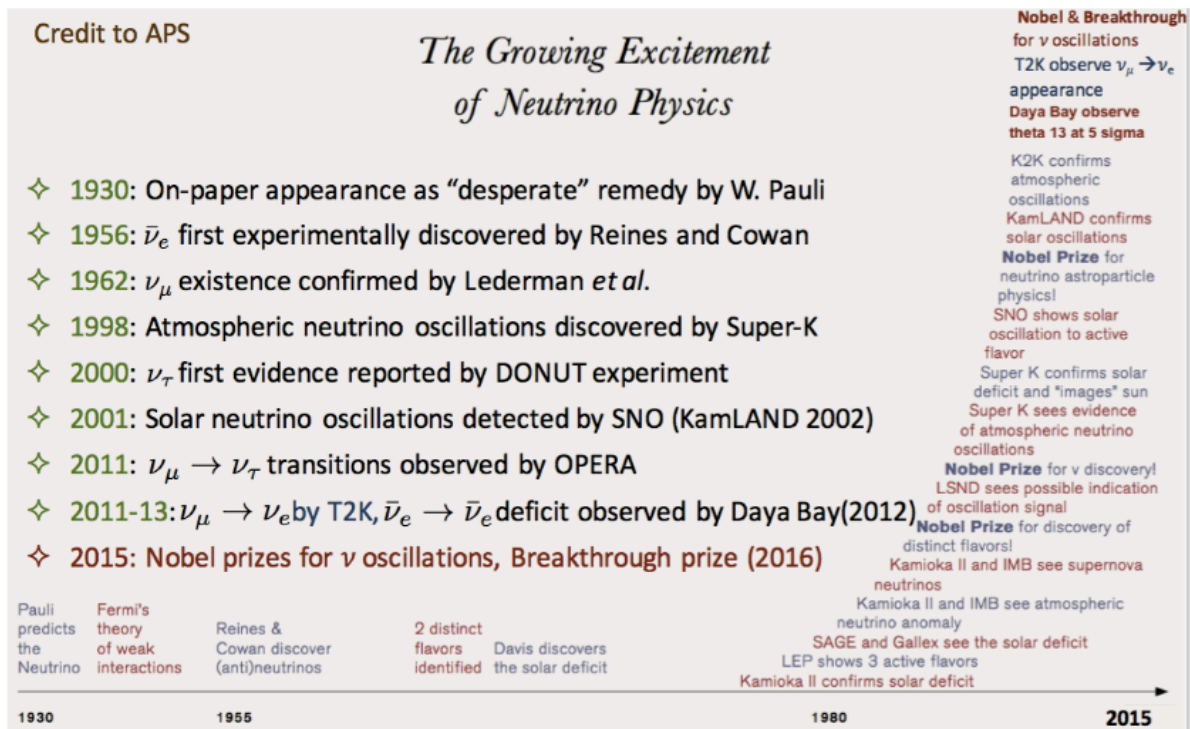 Credit to APS
The Growing Excitement
of Neutrino Physics
✧ 1930: On-paper appearance as “desperate” remedy by W. Pauli
✧ 1956: ν̄ₑ first experimentally discovered by Reines and Cowan
✧ 1962: ν_μ existence confirmed by Lederman et al.
✧ 1998: Atmospheric neutrino oscillations discovered by Super-K
✧ 2000: ν_τ first evidence reported by DONUT experiment
✧ 2001: Solar neutrino oscillations detected by SNO (KamLAND 2002)
✧ 2011: ν_μ → ν_τ transitions observed by OPERA
✧ 2011-13: ν_μ → νₑ by T2K, ν̄ₑ → ν̄ₑ deficit observed by Daya Bay(2012)
✧ 2015: Nobel prizes for ν oscillations, Breakthrough prize (2016)
Nobel & Breakthrough
for ν oscillations
T2K observe ν_μ →νₑ
appearance
Daya Bay observe
theta 13 at 5 sigma
K2K confirms
atmospheric
oscillations
KamLAND confirms
solar oscillations
Nobel Prize for
neutrino astroparticle
physics!
SNO shows solar
oscillation to active
flavor
Super K confirms solar
deficit and "images" sun
Super K sees evidence
of atmospheric neutrino
oscillations
Nobel Prize for ν discovery!
LSND sees possible indication
of oscillation signal
Nobel Prize for discovery of
distinct flavors!
Kamioka II and IMB see supernova
neutrinos
Kamioka II and IMB see atmospheric
neutrino anomaly
SAGE and Gallex see the solar deficit
LEP shows 3 active flavors
Kamioka II confirms solar deficit
Pauli
predicts
the
Neutrino
Fermi's
theory
of weak
interactions
Reines &
Cowan discover
(anti)neutrinos
2 distinct
flavors
identified
Davis discovers
the solar deficit
1930
1955
1980
2015